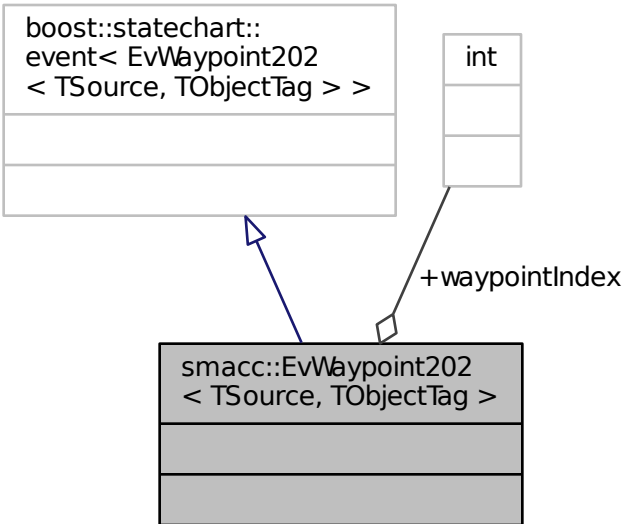 boost::statechart::
event< EvWaypoint202
< TSource, TObjectTag > >
int
+waypointIndex
smacc::EvWaypoint202
< TSource, TObjectTag >